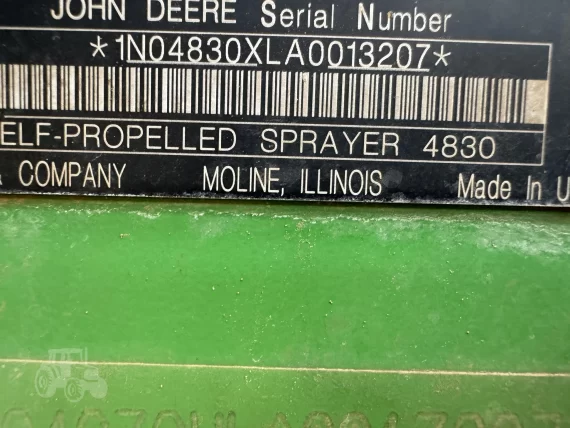 JOHN DEERE Serial Number
*1N04830XLA0013207*
ELF-PROPELLED SPRAYER 4830
& COMPANY MOLINE, ILLINOIS Made In U